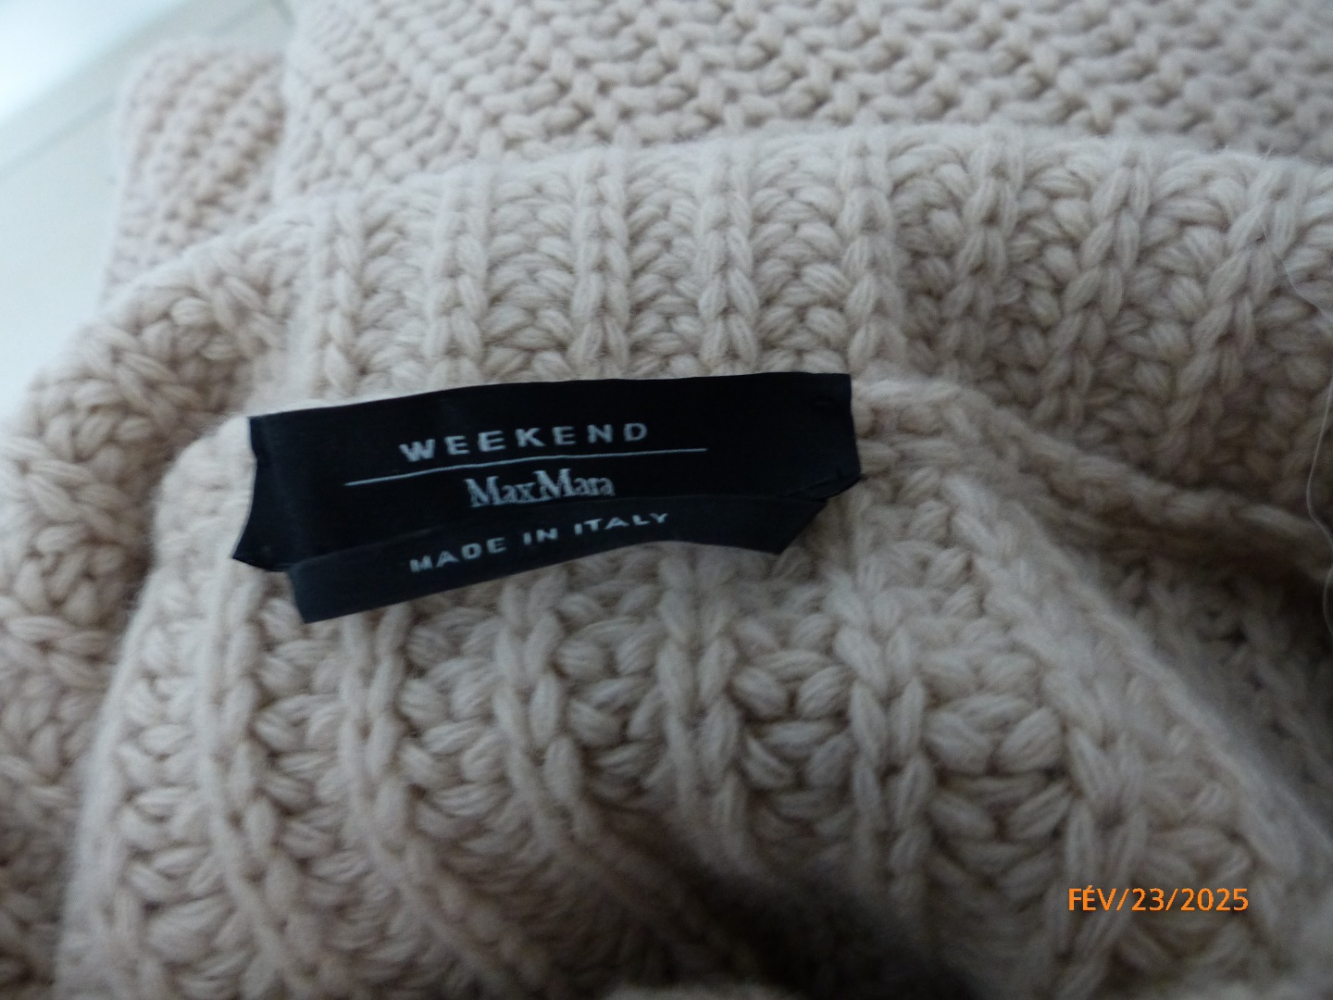 WEEKEND
MaxMara
MADE IN ITALY
FÉV/23/2025